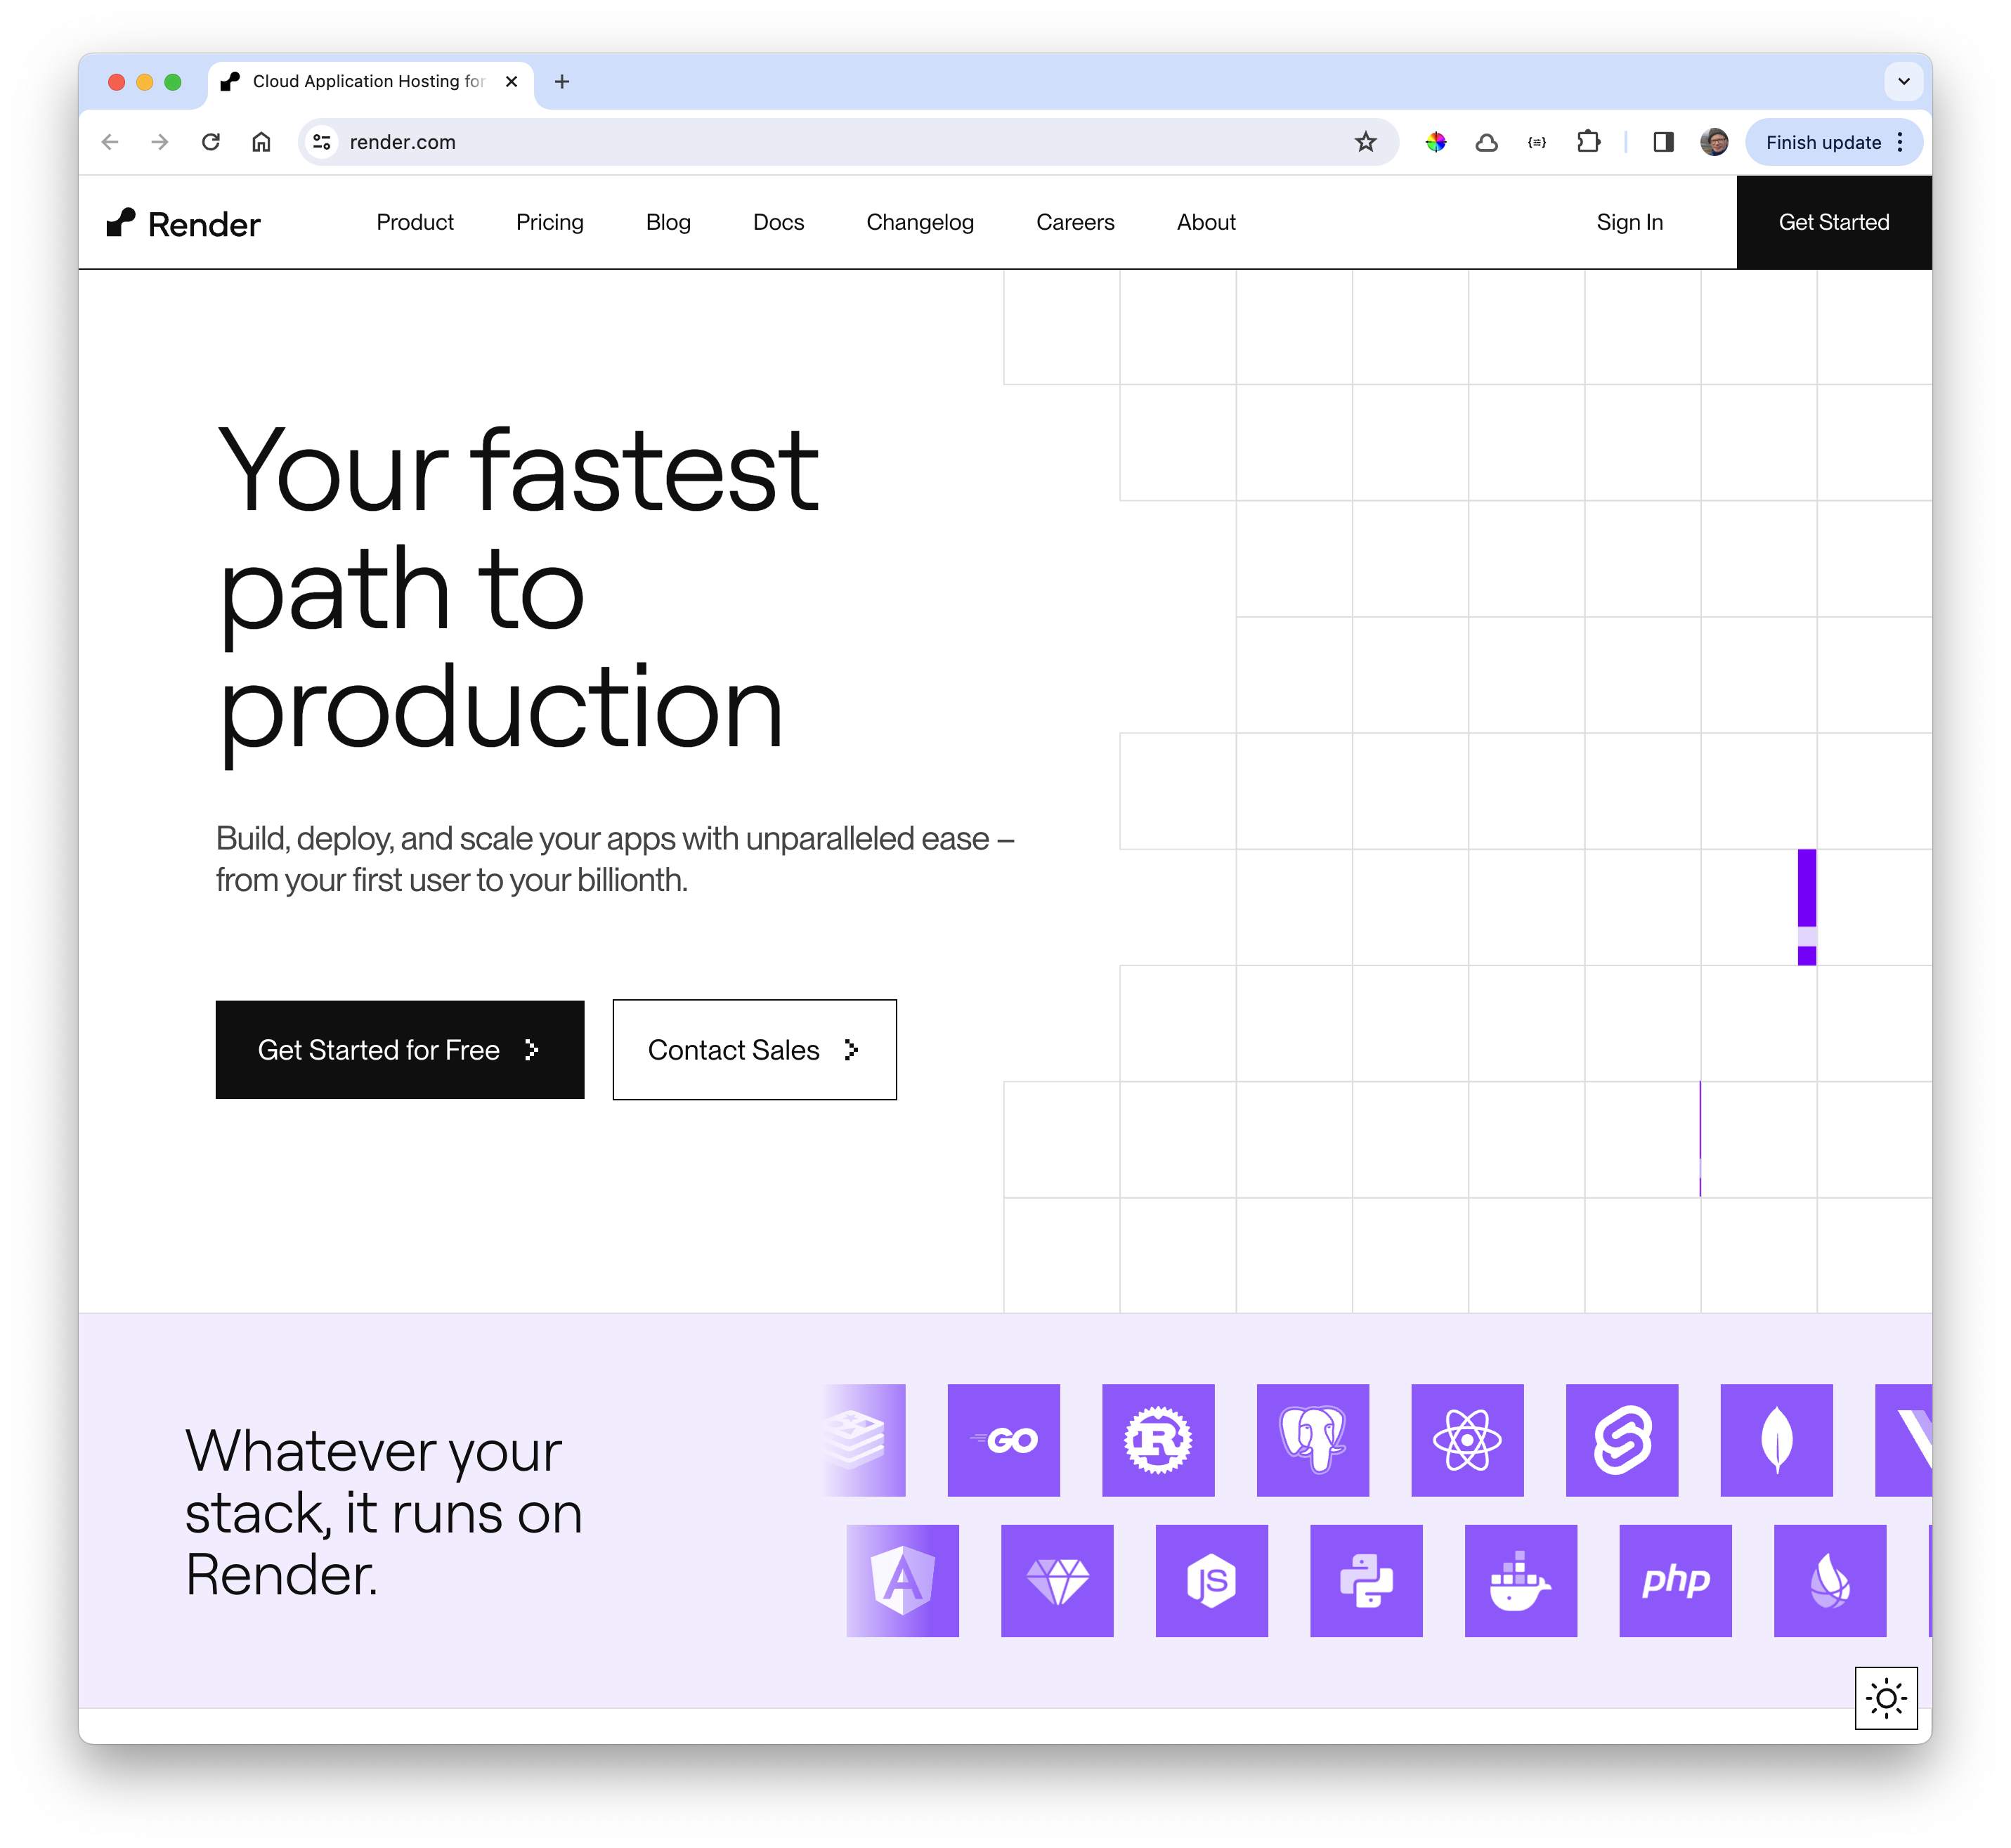 Cloud Application Hosting for
render.com
Finish update
Render
Product
Pricing
Blog
Docs
Changelog
Careers
About
Sign In
Get Started
Your fastest
path to
production
Build, deploy, and scale your apps with unparalleled ease –
from your first user to your billionth.
Get Started for Free
Contact Sales
Whatever your
stack, it runs on
Render.
GO
R
A
JS
php